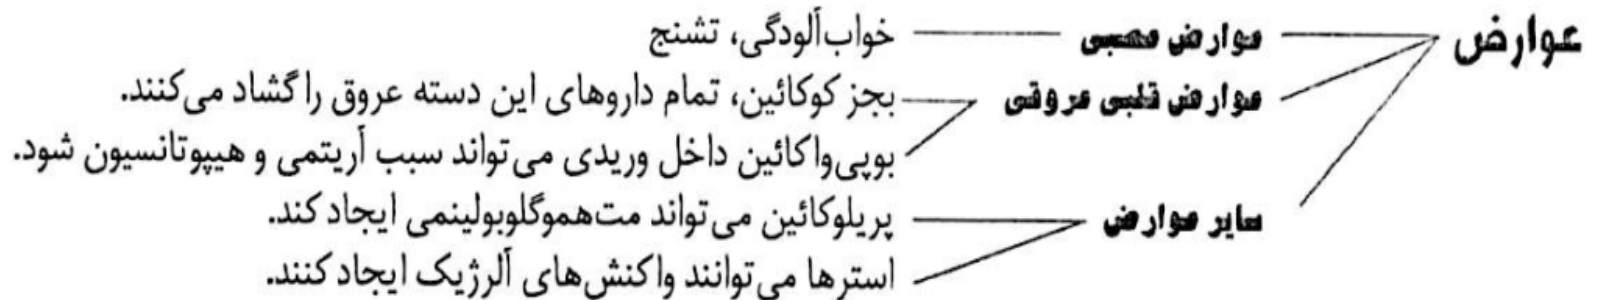 عوارض
عوارض عصبی خواب‌آلودگی، تشنج
عوارض قلبی عروقی بجز کوکائین، تمام داروهای این دسته عروق را گشاد می‌کنند.
بوپی‌واکائین داخل وریدی می‌تواند سبب آریتمی و هیپوتانسیون شود.
سایر عوارض پریلوکائین می‌تواند مت‌هموگلوبولینمی ایجاد کند.
استرها می‌توانند واکنش‌های آلرژیک ایجاد کنند.